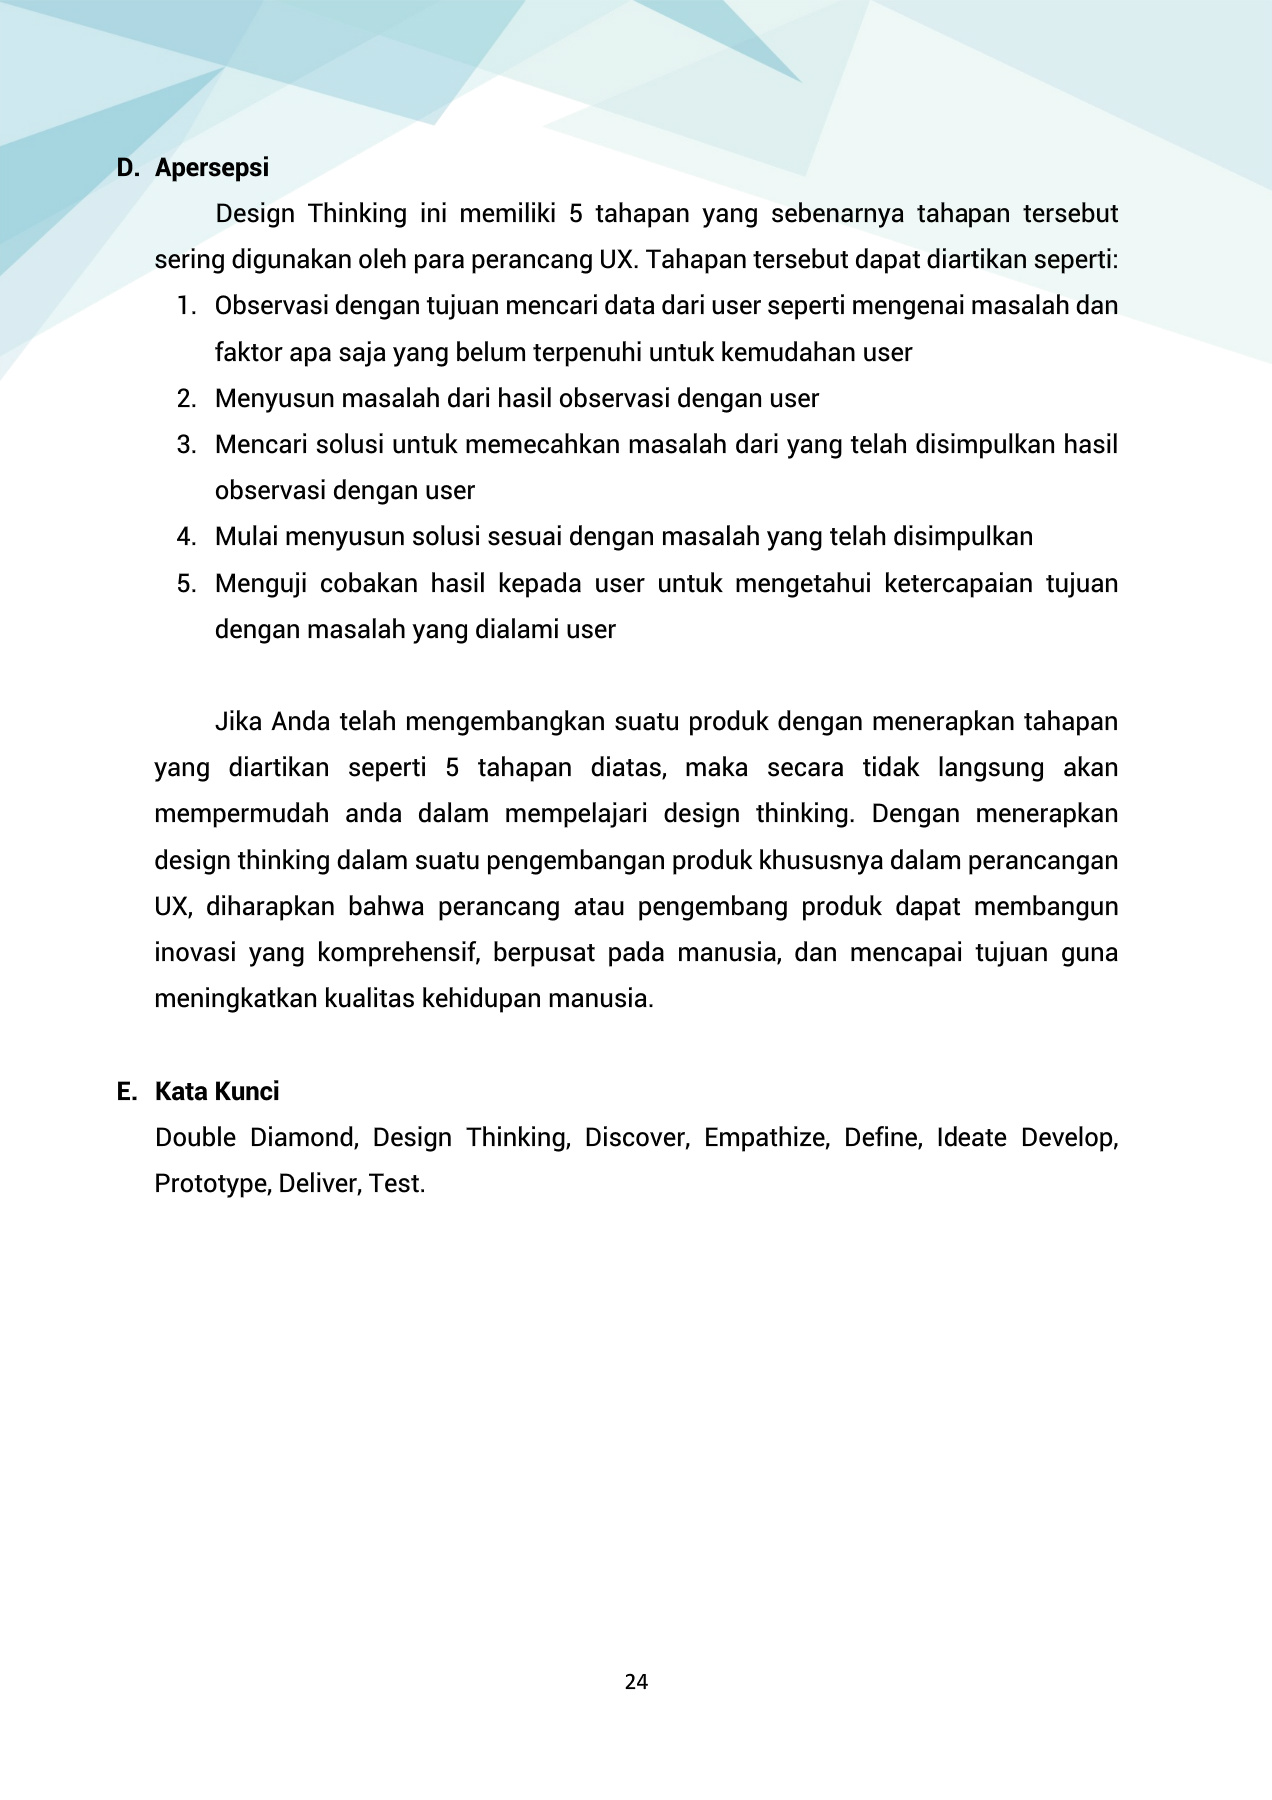 D. Apersepsi
Design Thinking ini memiliki 5 tahapan yang sebenarnya tahapan tersebut
sering digunakan oleh para perancang UX. Tahapan tersebut dapat diartikan seperti:
1. Observasi dengan tujuan mencari data dari user seperti mengenai masalah dan
faktor apa saja yang belum terpenuhi untuk kemudahan user
2. Menyusun masalah dari hasil observasi dengan user
3. Mencari solusi untuk memecahkan masalah dari yang telah disimpulkan hasil
observasi dengan user
4. Mulai menyusun solusi sesuai dengan masalah yang telah disimpulkan
5. Menguji cobakan hasil kepada user untuk mengetahui ketercapaian tujuan
dengan masalah yang dialami user
Jika Anda telah mengembangkan suatu produk dengan menerapkan tahapan
yang diartikan seperti 5 tahapan diatas, maka secara tidak langsung akan
mempermudah anda dalam mempelajari design thinking. Dengan menerapkan
design thinking dalam suatu pengembangan produk khususnya dalam perancangan
UX, diharapkan bahwa perancang atau pengembang produk dapat membangun
inovasi yang komprehensif, berpusat pada manusia, dan mencapai tujuan guna
meningkatkan kualitas kehidupan manusia.
E. Kata Kunci
Double Diamond, Design Thinking, Discover, Empathize, Define, Ideate Develop,
Prototype, Deliver, Test.
24